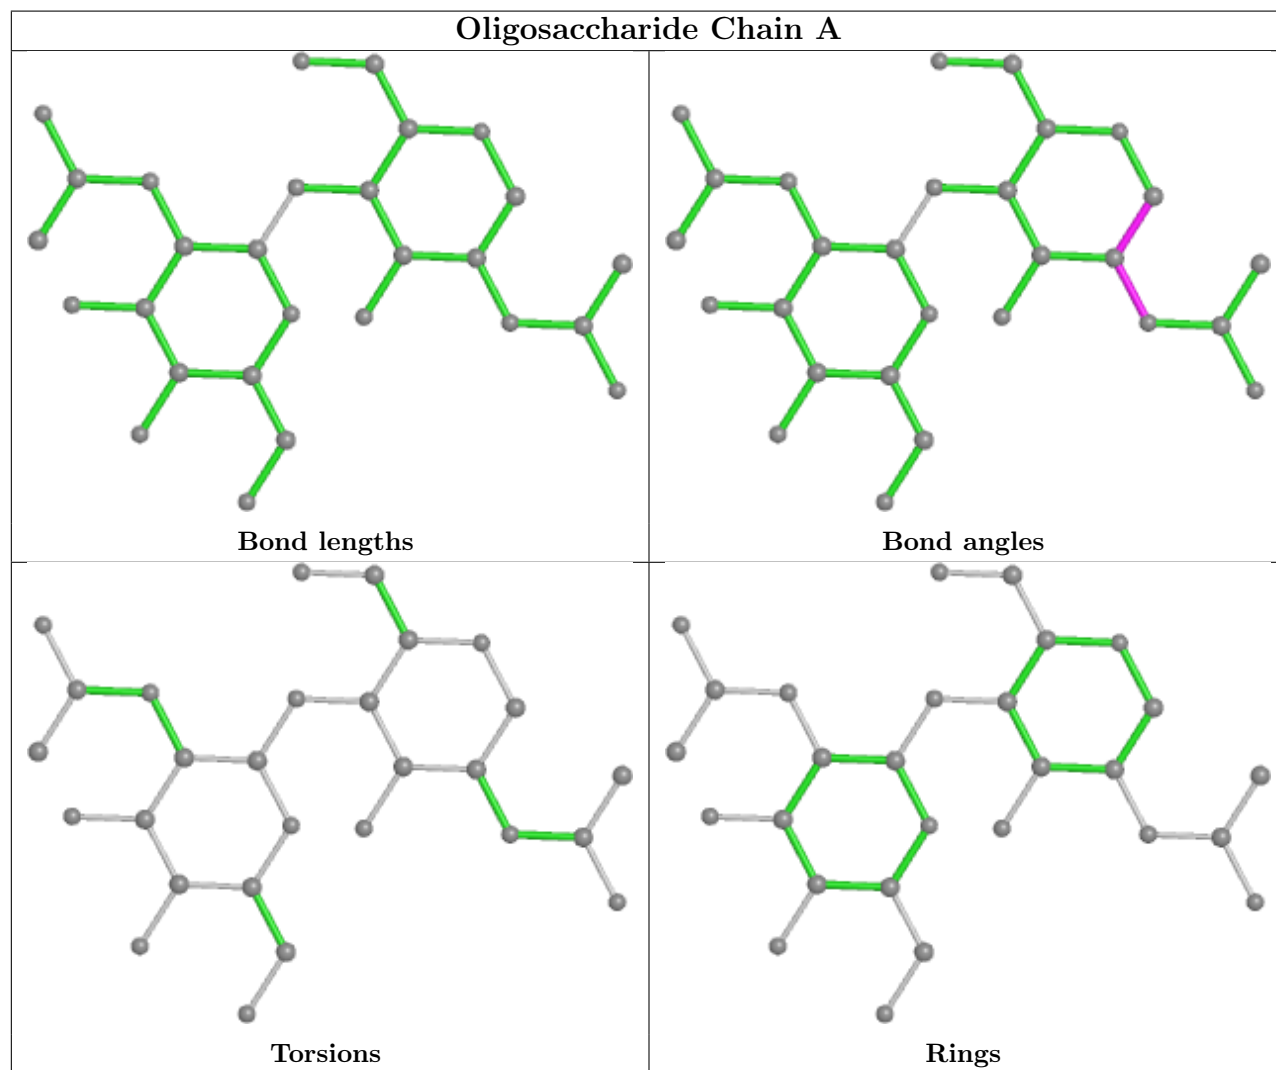 Oligosaccharide Chain A
Bond lengths
Bond angles
Torsions
Rings